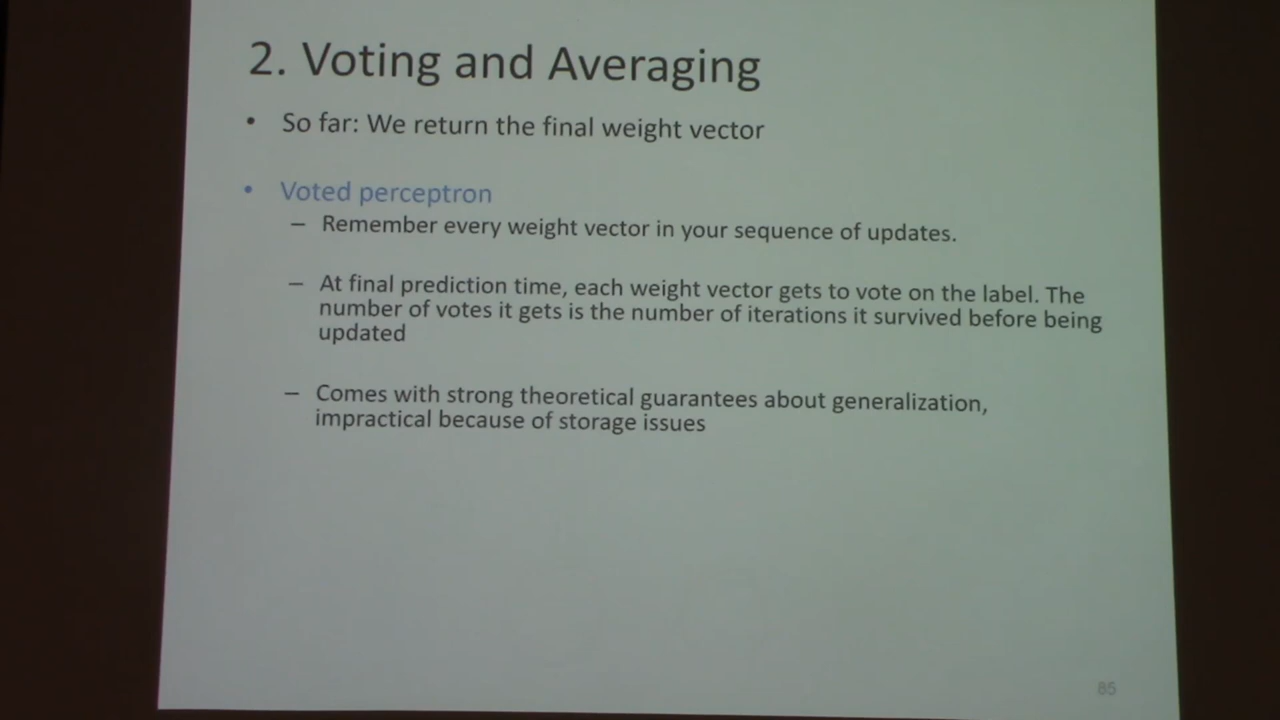 2. Voting and Averaging
• So far: We return the final weight vector
• Voted perceptron
– Remember every weight vector in your sequence of updates.
– At final prediction time, each weight vector gets to vote on the label. The
number of votes it gets is the number of iterations it survived before being
updated
– Comes with strong theoretical guarantees about generalization,
impractical because of storage issues
85